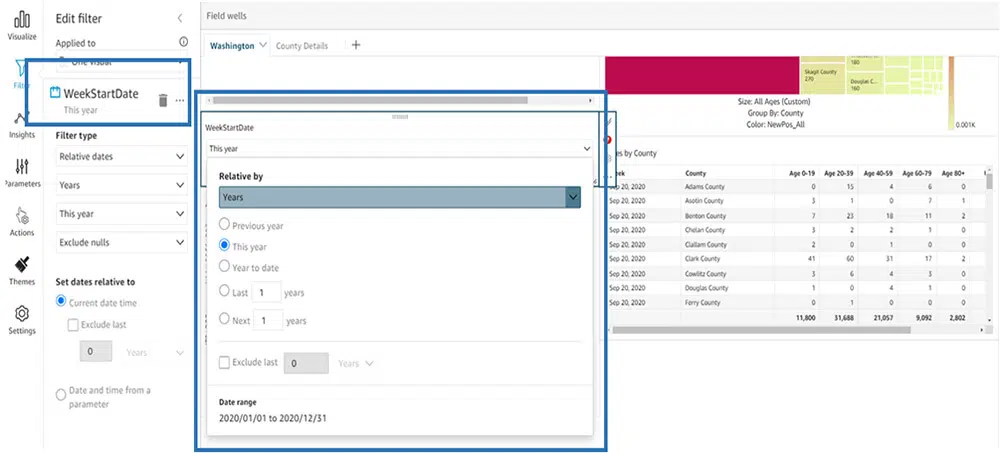 Visualize
Filter
Insights
Parameters
Actions
Themes
Settings
Edit filter
Applied to
One visual
WeekStartDate
This year
Filter type
Relative dates
Years
This year
Exclude nulls
Set dates relative to
Current date time
Exclude last
0 Years
Date and time from a
parameter
Field wells
Washington County Details
WeekStartDate
This year
Relative by
Years
Previous year
This year
Year to date
Last 1 years
Next 1 years
Exclude last 0 Years
Date range
2020/01/01 to 2020/12/31
Skagit County
270
180
Douglas C...
160
Size: All Ages (Custom)
Group By: County
Color: NewPos_All
0.001K
by County
County Age 0-19 Age 20-39 Age 40-59 Age 60-79 Age 80+
Sep 20, 2020 Adams County 0 15 4 6 0
Sep 20, 2020 Asotin County 3 1 0 7 1
Sep 20, 2020 Benton County 7 23 18 11 2
Sep 20, 2020 Chelan County 3 2 2 1 0
Sep 20, 2020 Clallam County 2 0 1 0 0
Sep 20, 2020 Clark County 41 60 31 17 2
Sep 20, 2020 Cowlitz County 3 6 4 3 0
Sep 20, 2020 Douglas County 1 0 4 1 0
Sep 20, 2020 Ferry County 0 1 0 0 0
11,800 31,688 21,057 9,092 2,802